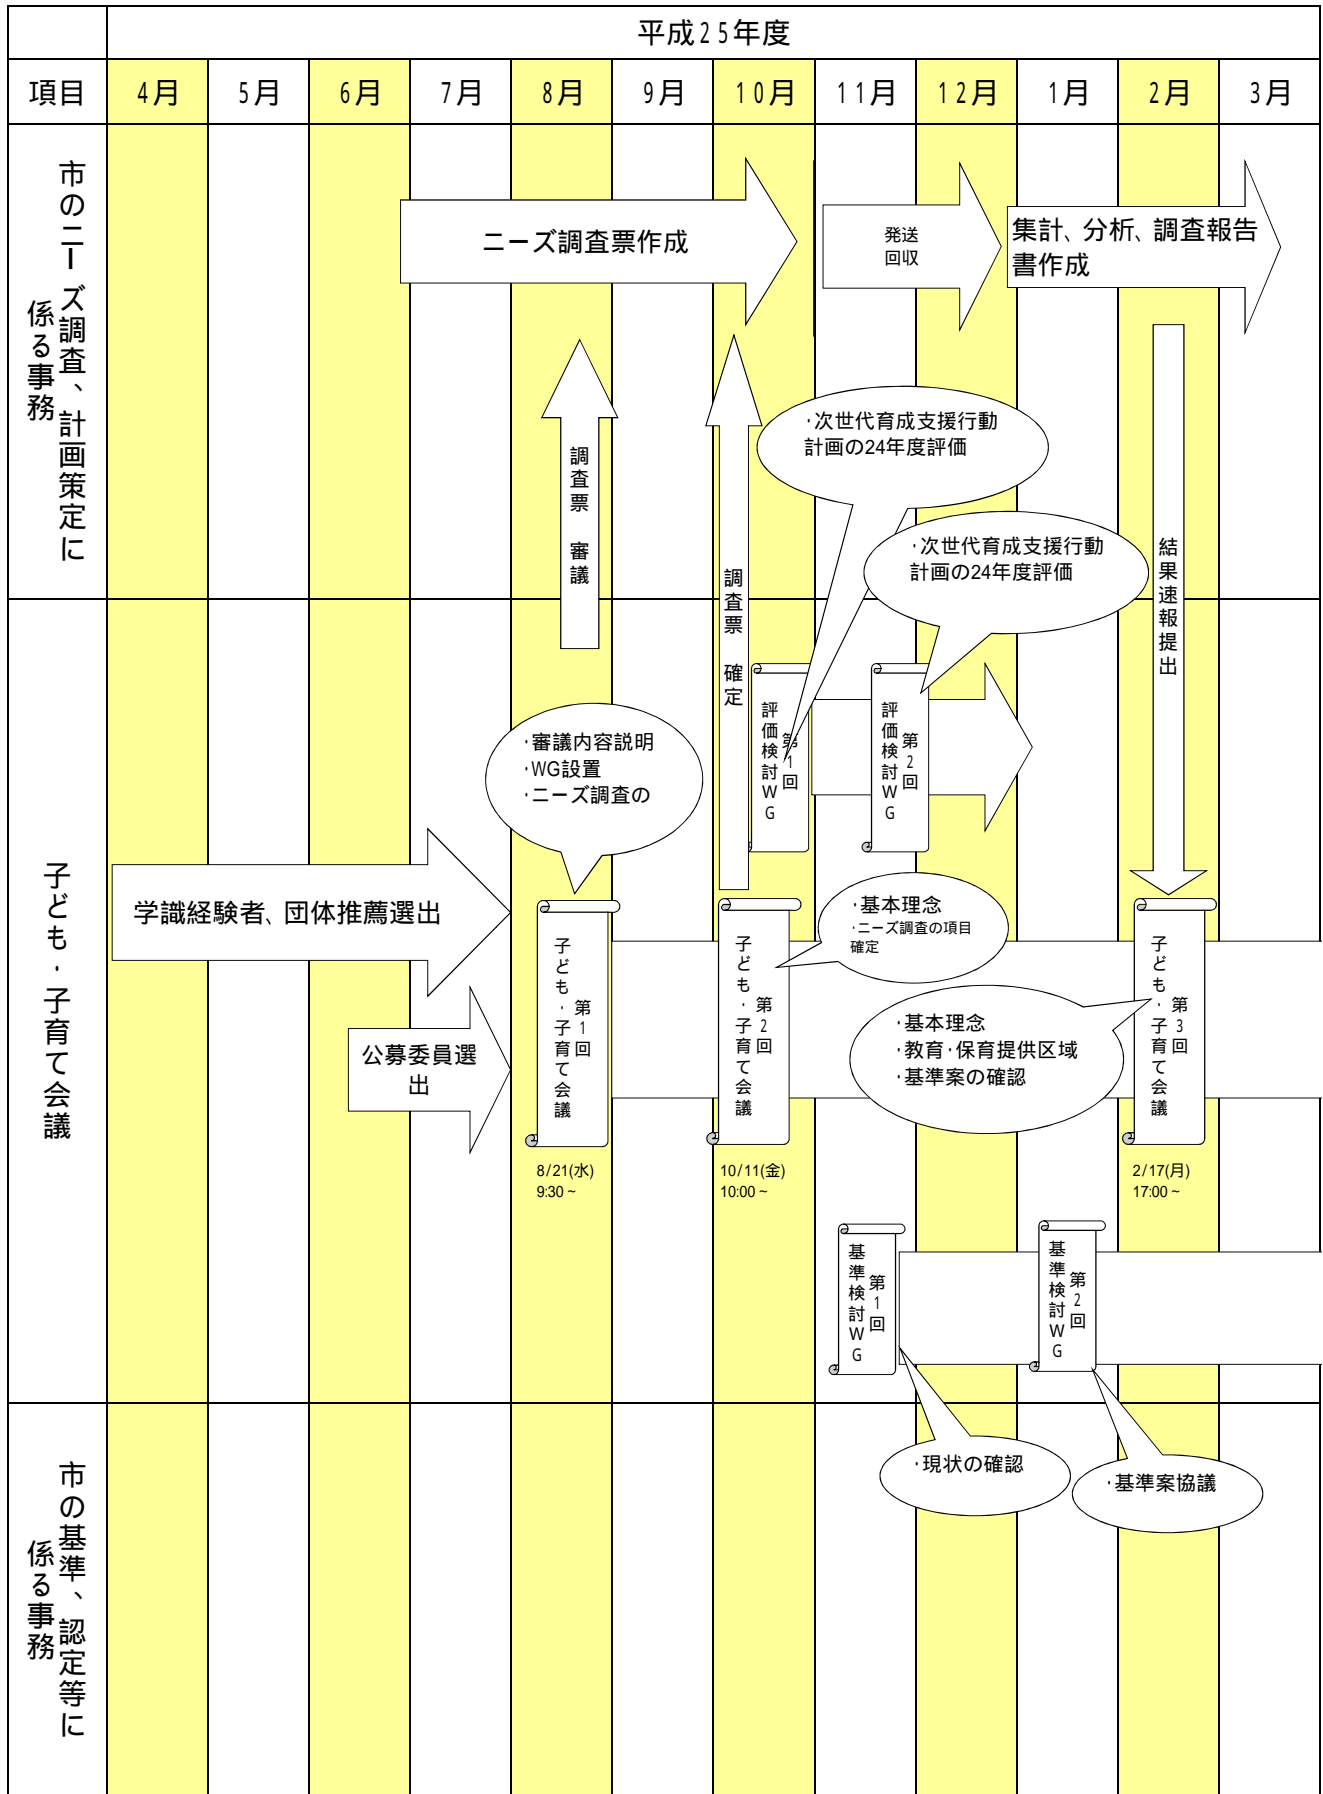 平成25年度
項目
4月
5月
6月
7月
8月
9月
10月
11月
12月
1月
2月
3月
市のニーズ調査、計画策定に
係る事務
ニーズ調査票作成
発送
回収
集計、分析、調査報告
書作成
調査票 審議
調査票 確定
・次世代育成支援行動
計画の24年度評価
・次世代育成支援行動
計画の24年度評価
結果速報提出
子ども・子育て会議
第1回
評価検討WG
第2回
評価検討WG
・審議内容説明
・WG設置
・ニーズ調査の
学識経験者、団体推薦選出
公募委員選
出
第1回
子ども・子育て会議
8/21(水)
9:30～
第2回
子ども・子育て会議
10/11(金)
10:00～
・基本理念
・ニーズ調査の項目
確定
・基本理念
・教育・保育提供区域
・基準案の確認
第3回
子ども・子育て会議
2/17(月)
17:00～
第1回
基準検討WG
第2回
基準検討WG
・現状の確認
・基準案協議
市の基準、認定等に
係る事務